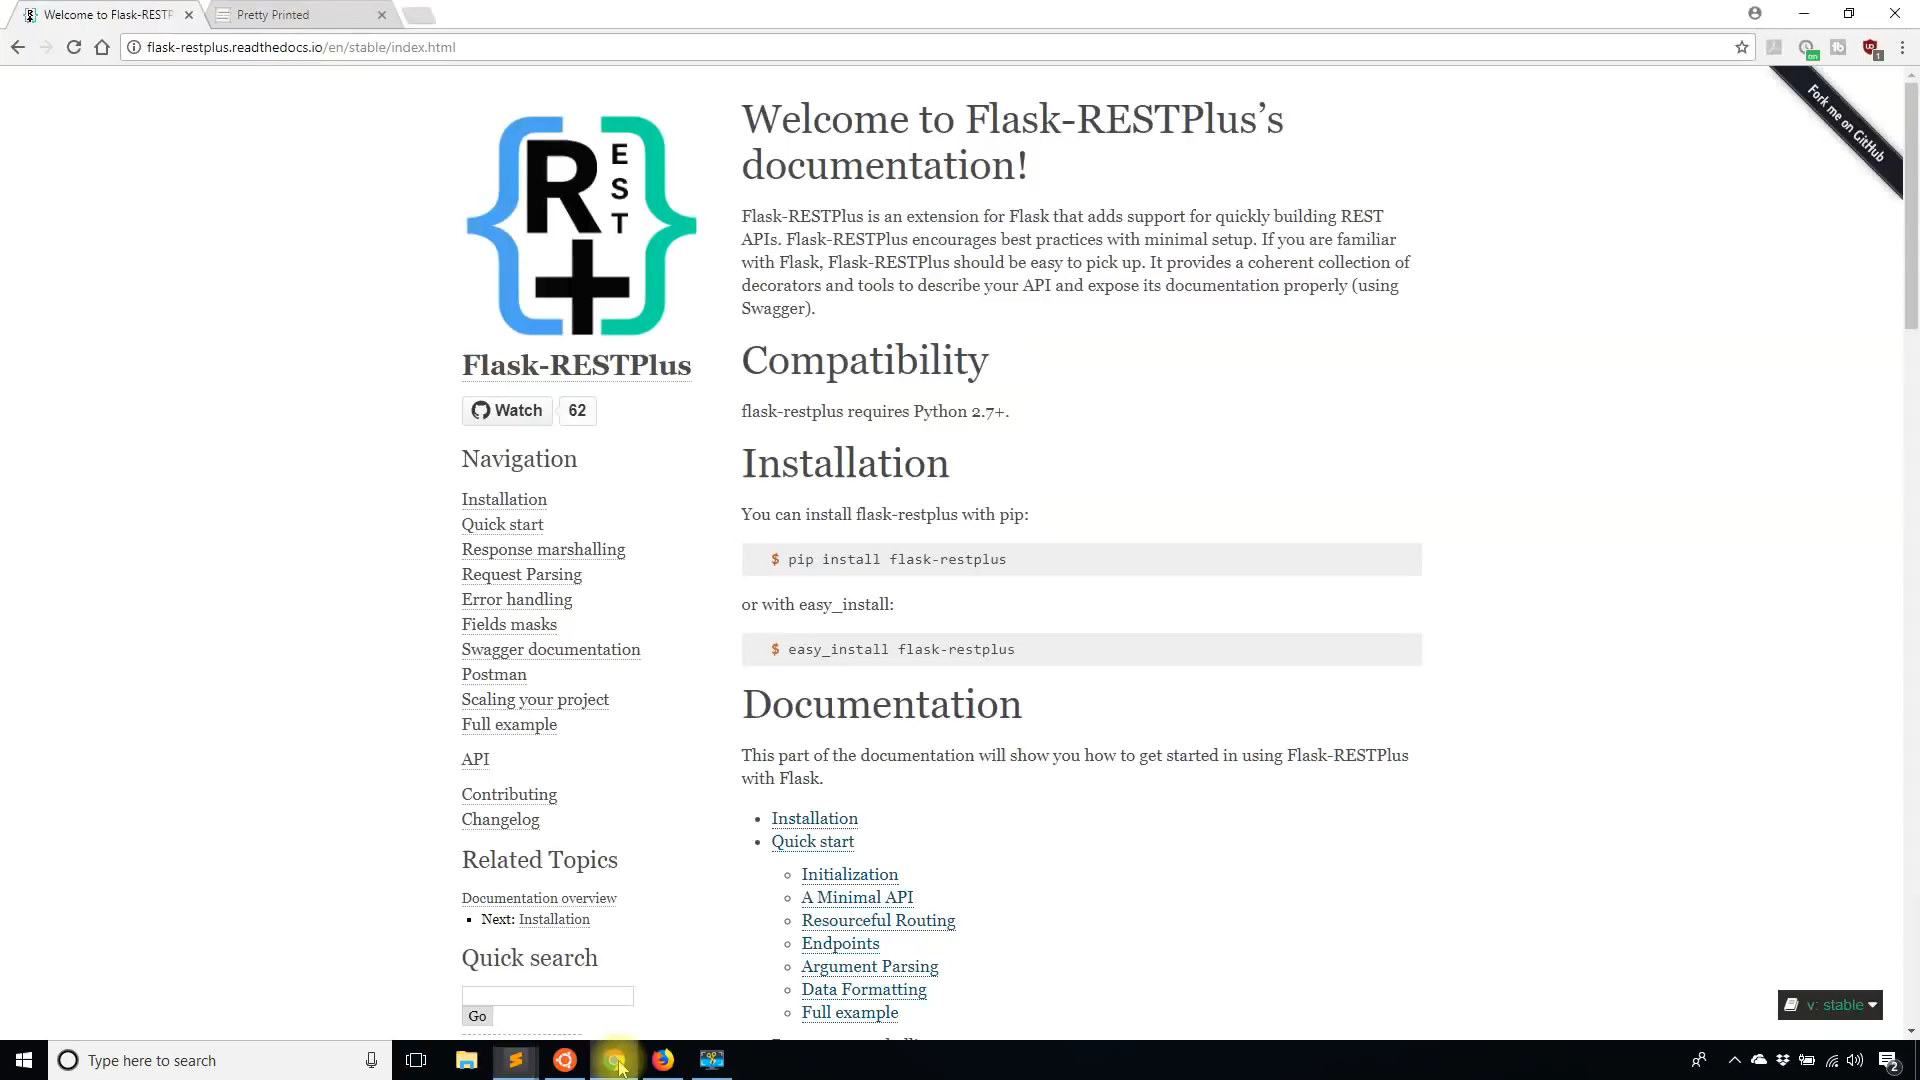 Welcome to Flask-RESTP
Pretty Printed
flask-restplus.readthedocs.io/en/stable/index.html
on
1
Fork me on GitHub
R
E
S
T
+
Flask-RESTPlus
Watch 62
Navigation
Installation
Quick start
Response marshalling
Request Parsing
Error handling
Fields masks
Swagger documentation
Postman
Scaling your project
Full example
API
Contributing
Changelog
Related Topics
Documentation overview
Next: Installation
Quick search
Go
Welcome to Flask-RESTPlus’s
documentation!
Flask-RESTPlus is an extension for Flask that adds support for quickly building REST
APIs. Flask-RESTPlus encourages best practices with minimal setup. If you are familiar
with Flask, Flask-RESTPlus should be easy to pick up. It provides a coherent collection of
decorators and tools to describe your API and expose its documentation properly (using
Swagger).
Compatibility
flask-restplus requires Python 2.7+.
Installation
You can install flask-restplus with pip:
$ pip install flask-restplus
or with easy_install:
$ easy_install flask-restplus
Documentation
This part of the documentation will show you how to get started in using Flask-RESTPlus
with Flask.
• Installation
• Quick start
◦ Initialization
◦ A Minimal API
◦ Resourceful Routing
◦ Endpoints
◦ Argument Parsing
◦ Data Formatting
◦ Full example
v: stable
Type here to search
2